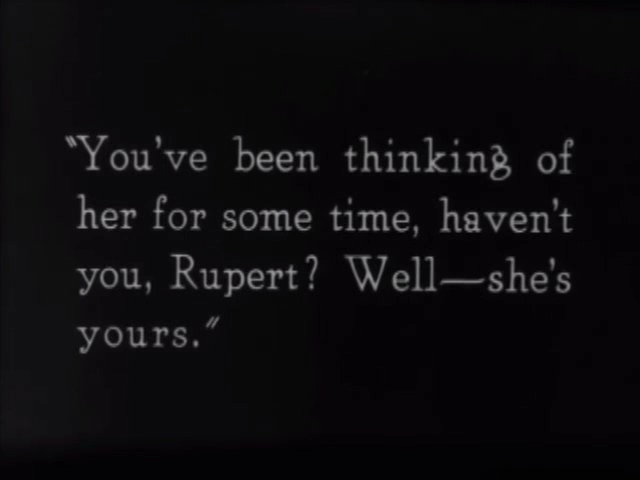 "You've been thinking of
her for some time, haven't
you, Rupert? Well—she's
yours."